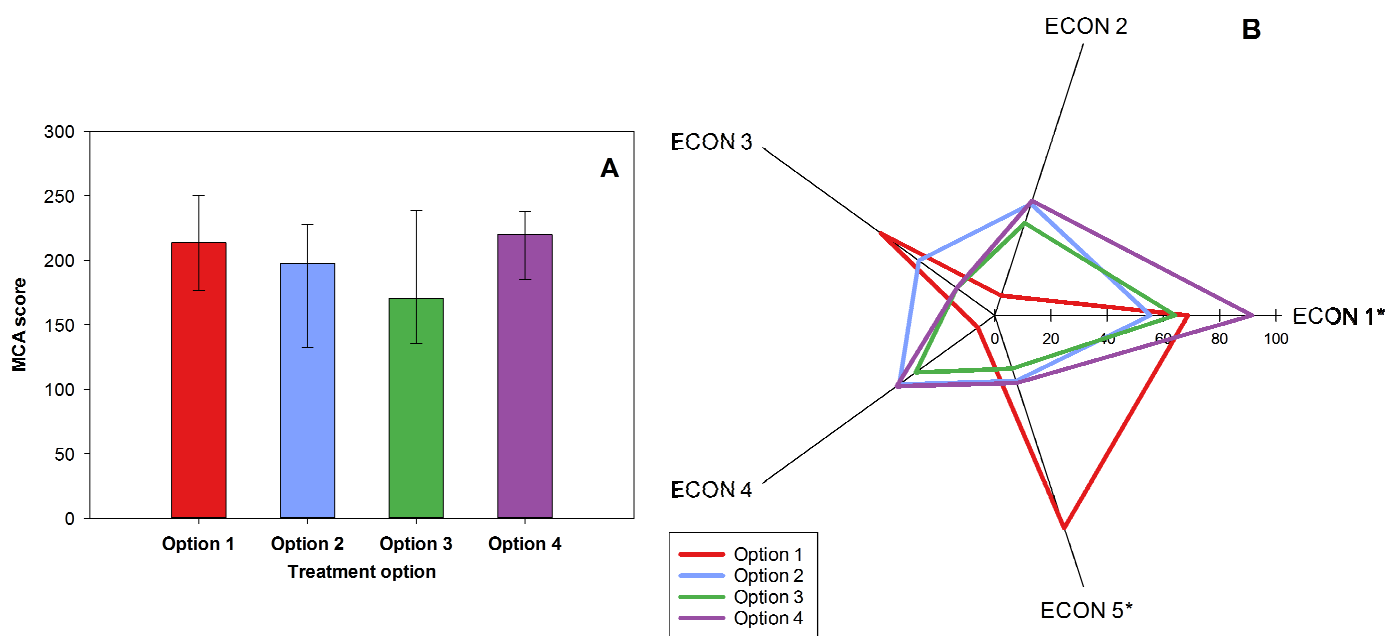 A
MCA score
300
250
200
150
100
50
0
Option 1 Option 2 Option 3 Option 4
Treatment option
B
ECON 2
ECON 3
ECON 1*
0 20 40 60 80 100
ECON 4
ECON 5*
Option 1
Option 2
Option 3
Option 4